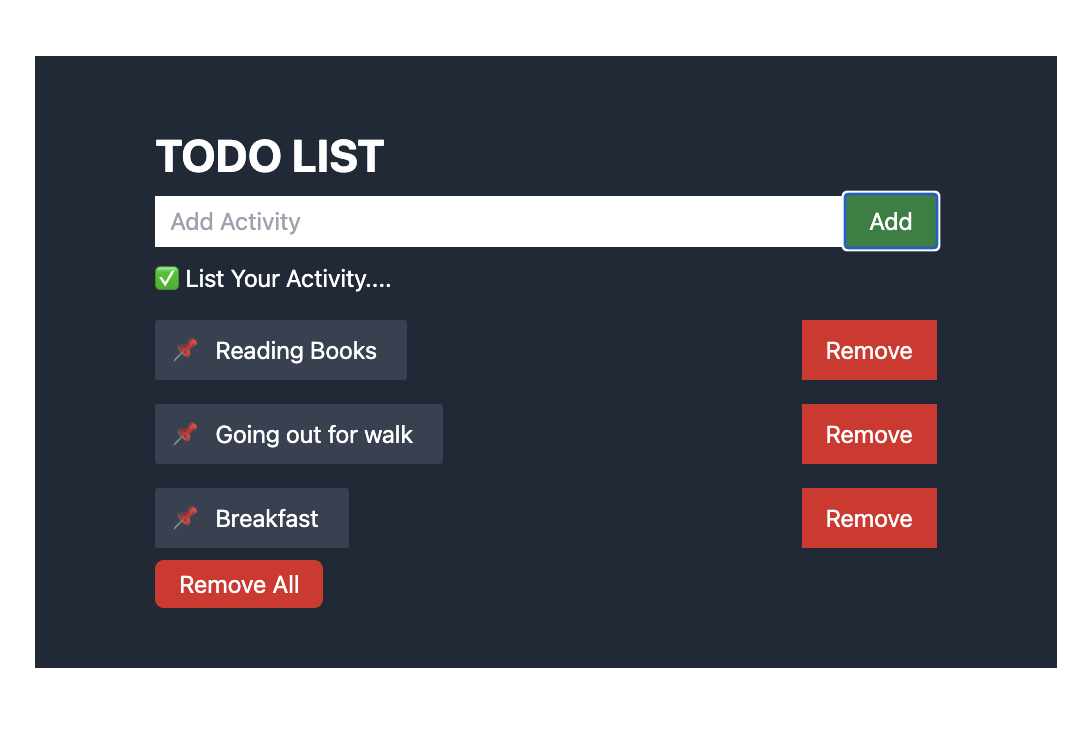 TODO LIST
Add Activity
Add
✅ List Your Activity....
📌 Reading Books
Remove
📌 Going out for walk
Remove
📌 Breakfast
Remove
Remove All